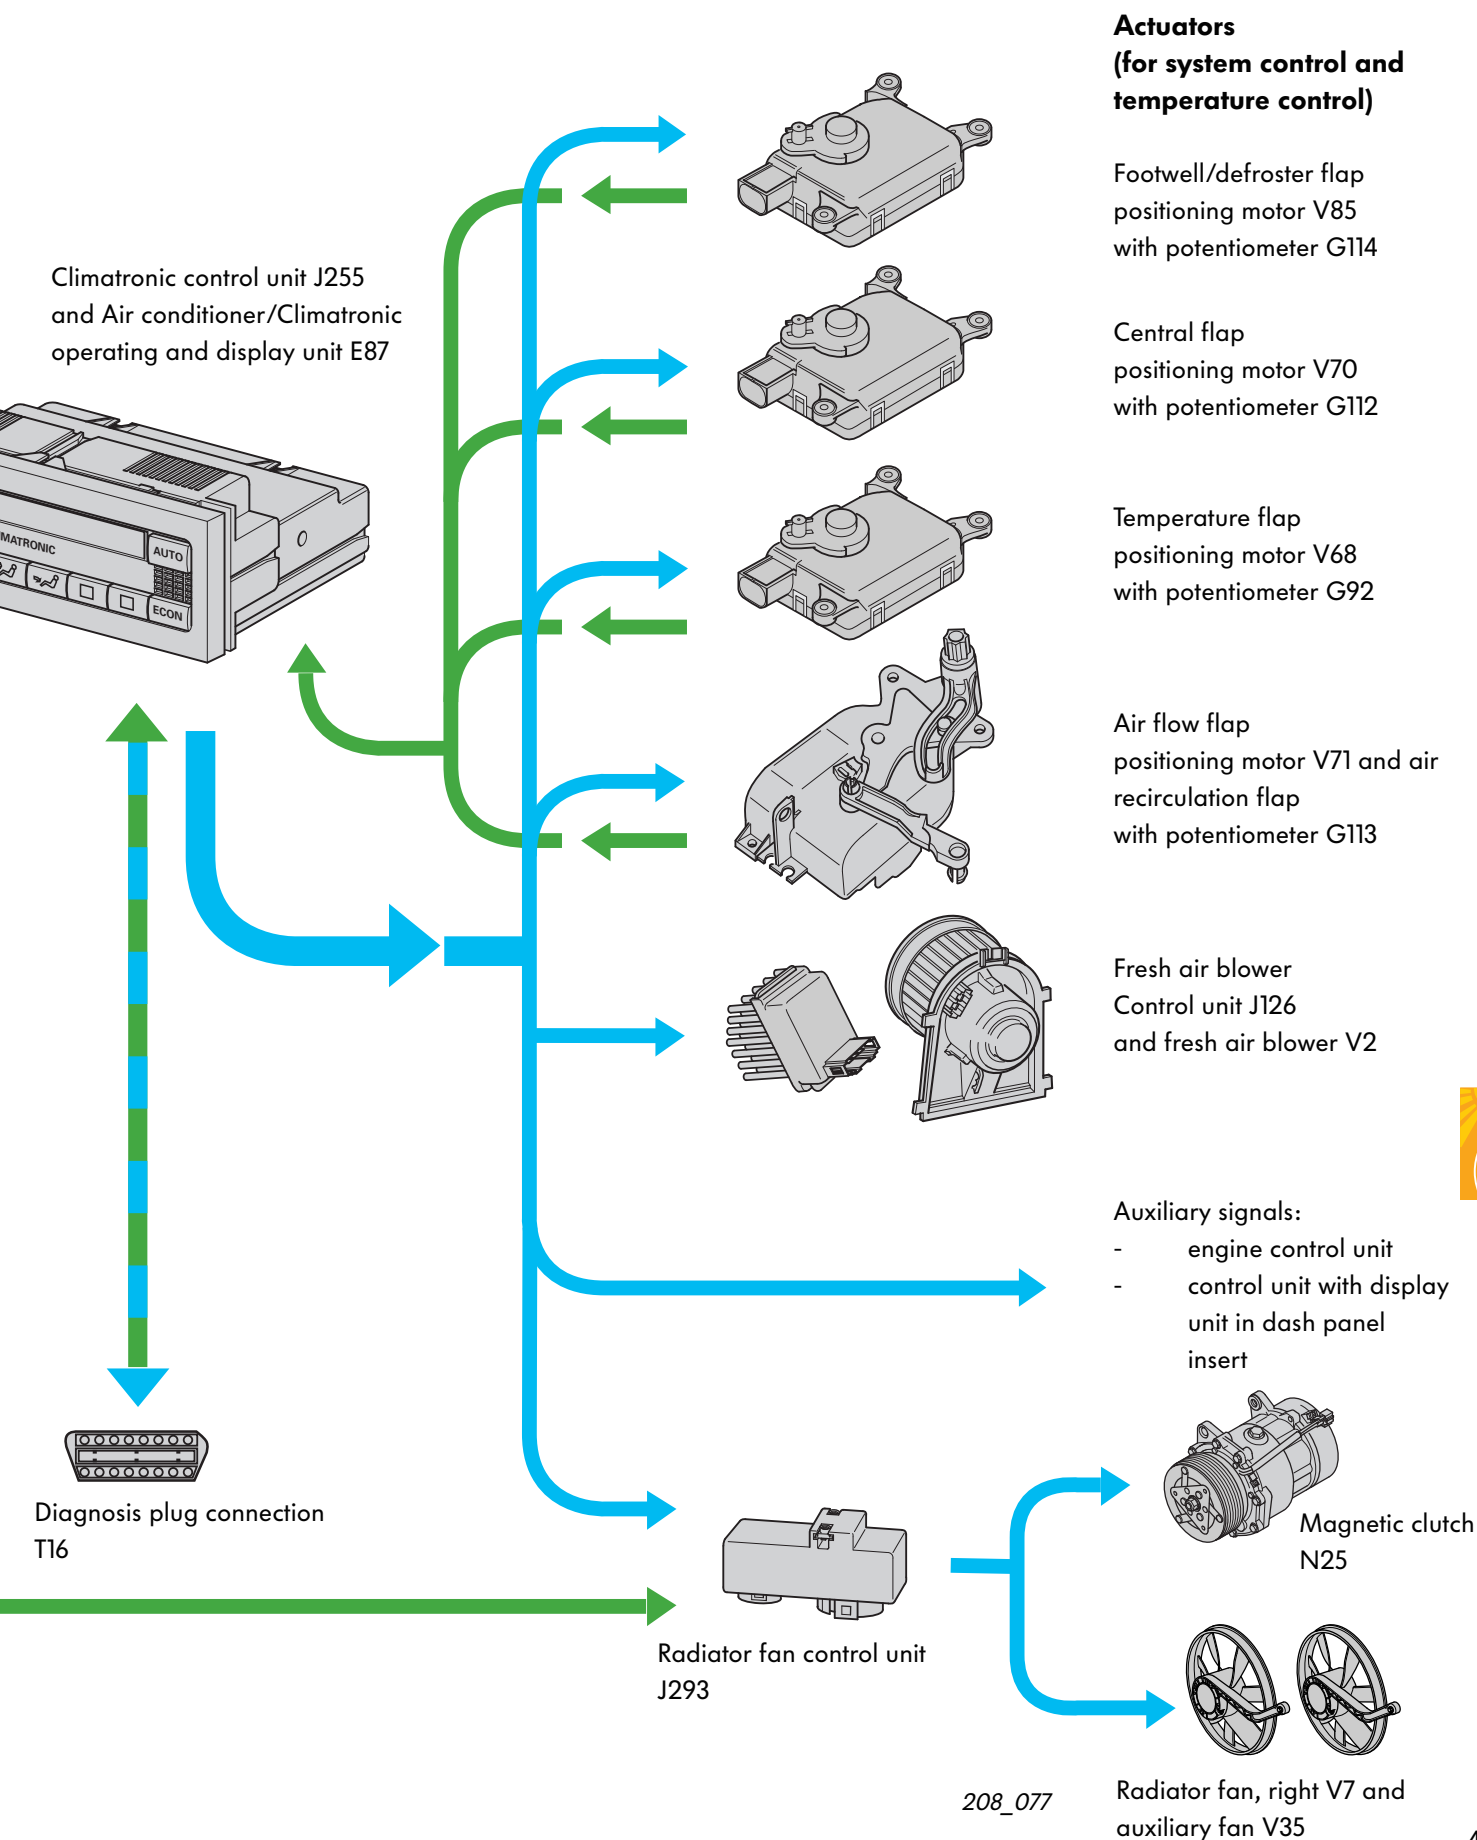 Actuators
(for system control and
temperature control)
Footwell/defroster flap
positioning motor V85
with potentiometer G114
Climatronic control unit J255
and Air conditioner/Climatronic
operating and display unit E87
Central flap
positioning motor V70
with potentiometer G112
MATRONIC
AUTO
ECON
Temperature flap
positioning motor V68
with potentiometer G92
Air flow flap
positioning motor V71 and air
recirculation flap
with potentiometer G113
Fresh air blower
Control unit J126
and fresh air blower V2
Auxiliary signals:
- engine control unit
- control unit with display
unit in dash panel
insert
Diagnosis plug connection
T16
Magnetic clutch
N25
Radiator fan control unit
J293
208_077
Radiator fan, right V7 and
auxiliary fan V35